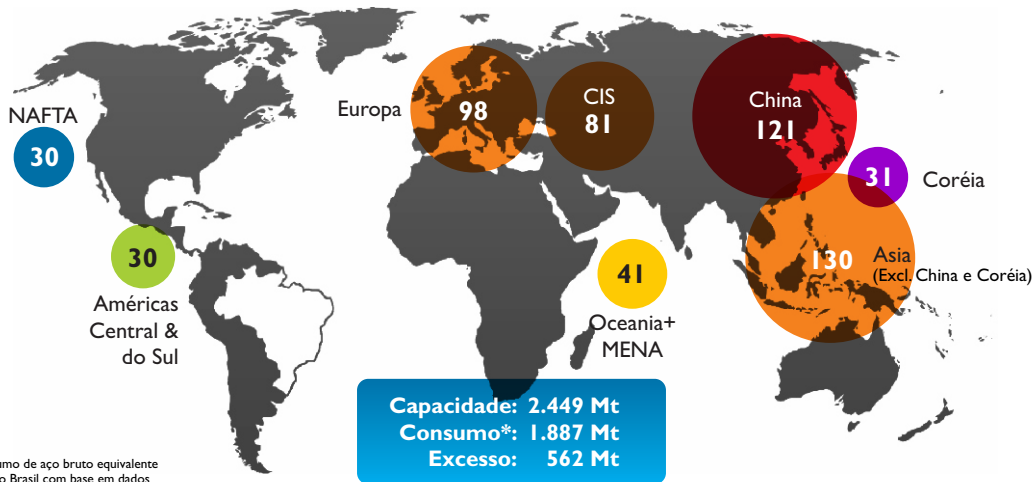 NAFTA
30
Europa
98
CIS
81
China
121
31
Coréia
130
Asia
(Excl. China e Coréia)
30
Américas
Central &
do Sul
41
Oceania+
MENA
Capacidade: 2.449 Mt
Consumo*: 1.887 Mt
Excesso: 562 Mt
de aço bruto equivalente
Brasil com base em dados